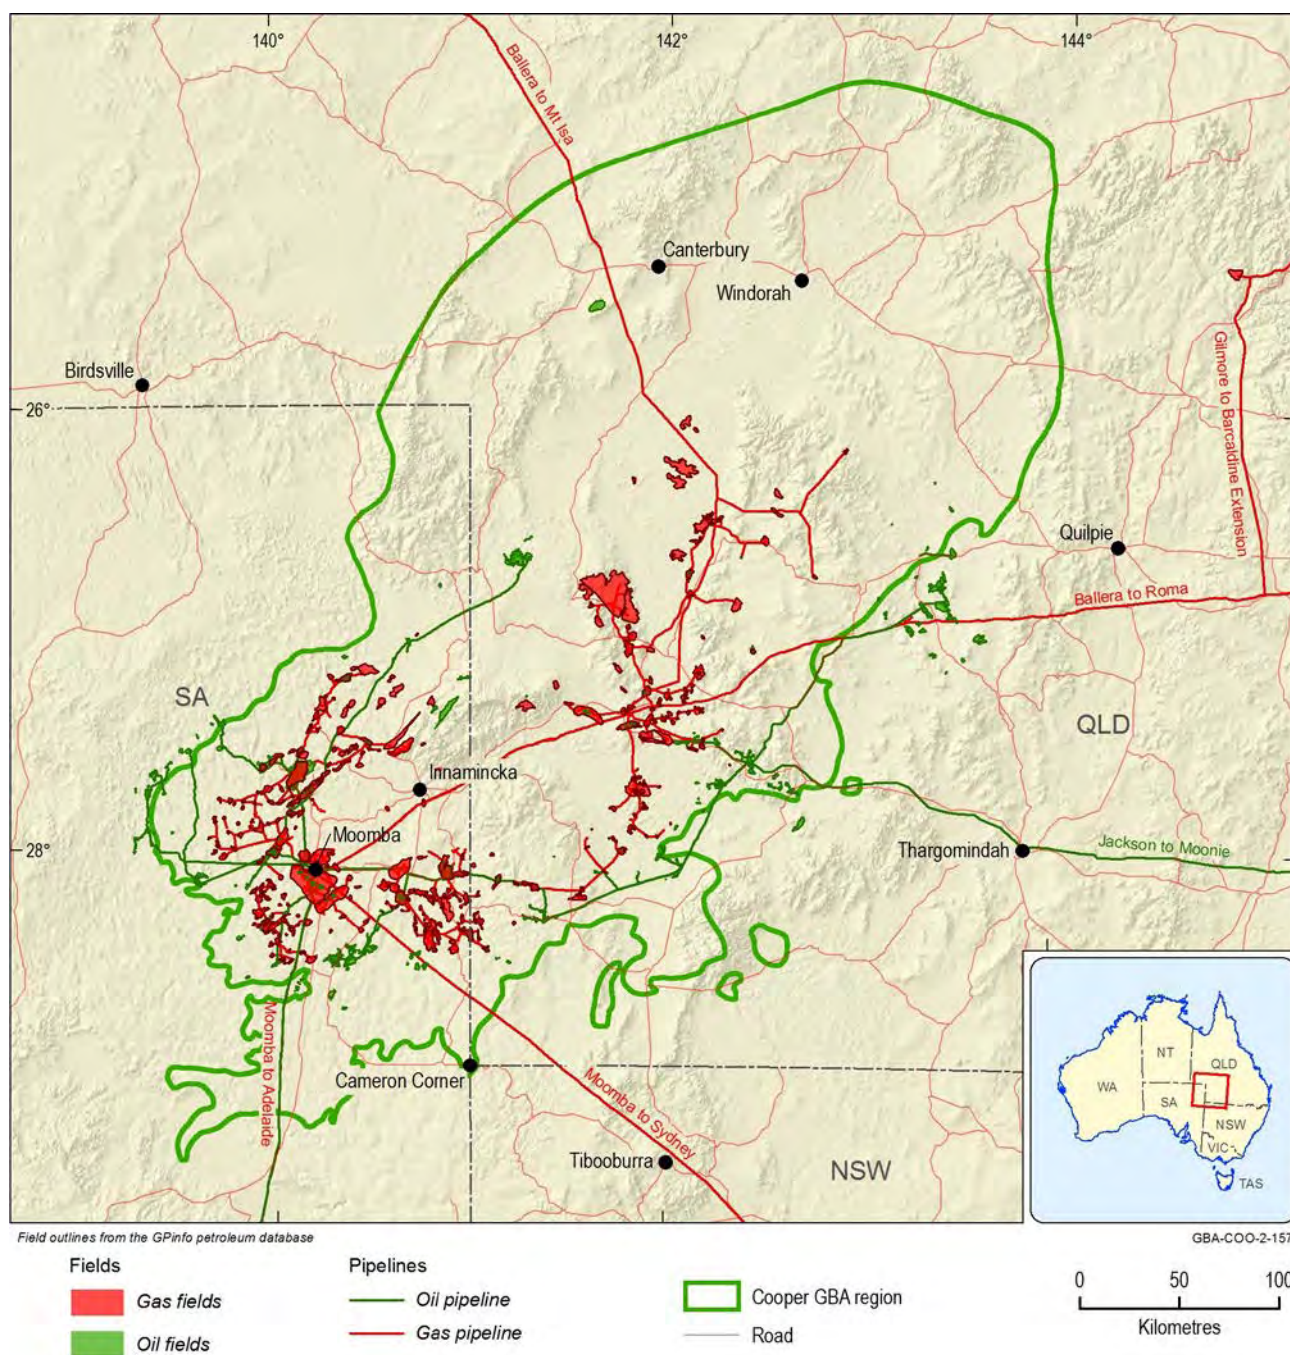 140°
142°
144°
Ballera to Mt Isa
Canterbury
Windorah
Birdsville
26°
Gilmore to Barcaldine Extension
Quilpie
Ballera to Roma
SA
QLD
Innamincka
Moomba
28°
Thargomindah
Jackson to Moonie
Moomba to Adelaide
Cameron Corner
Moomba to Sydney
Tibooburra
NSW
NT
QLD
WA
SA
NSW
VIC
TAS
Field outlines from the GPinfo petroleum database
GBA-COO-2-157
Fields
Gas fields
Oil fields
Pipelines
Oil pipeline
Gas pipeline
Cooper GBA region
Road
0 50 100
Kilometres